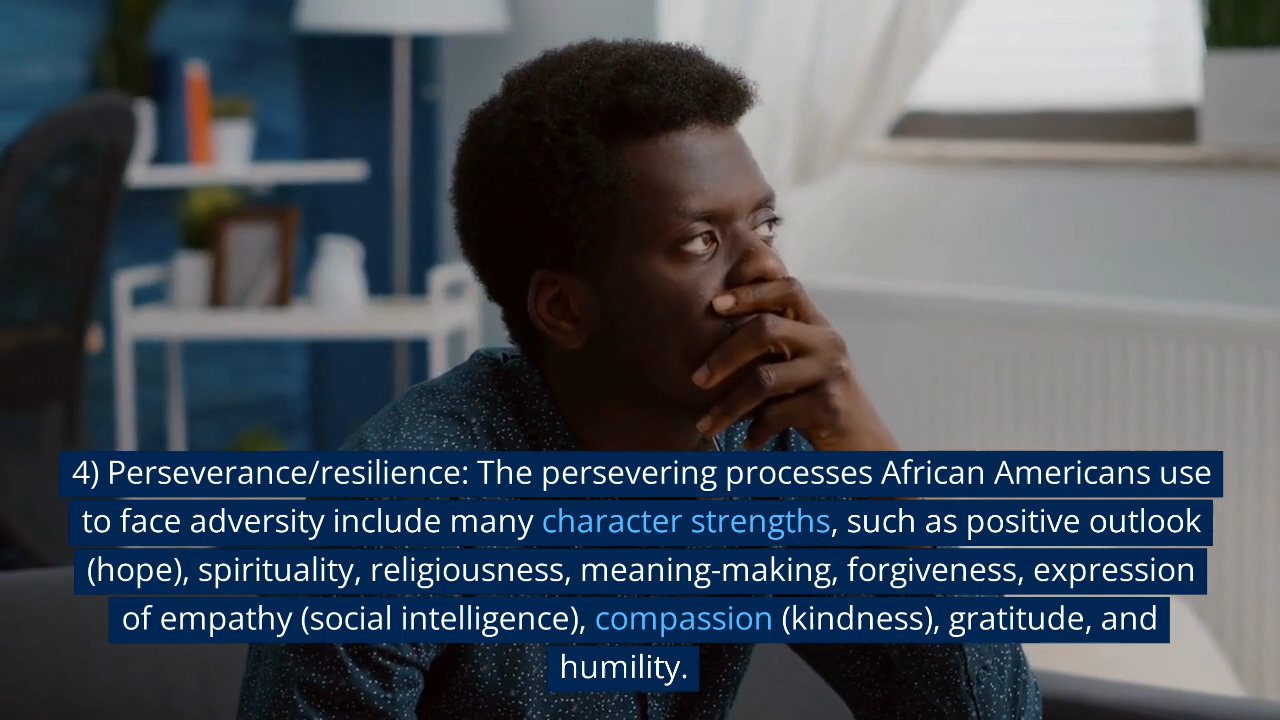 4) Perseverance/resilience: The persevering processes African Americans use
to face adversity include many character strengths, such as positive outlook
(hope), spirituality, religiousness, meaning-making, forgiveness, expression
of empathy (social intelligence), compassion (kindness), gratitude, and
humility.